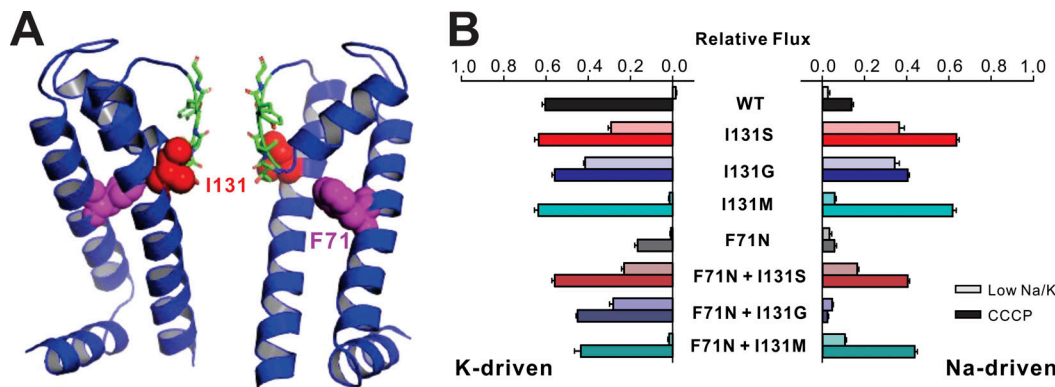 A
I131
F71
B
Relative Flux
1.0 0.8 0.6 0.4 0.2 0.0
0.0 0.2 0.4 0.6 0.8 1.0
WT
I131S
I131G
I131M
F71N
F71N + I131S
F71N + I131G
F71N + I131M
Low Na/K
CCCP
K-driven
Na-driven